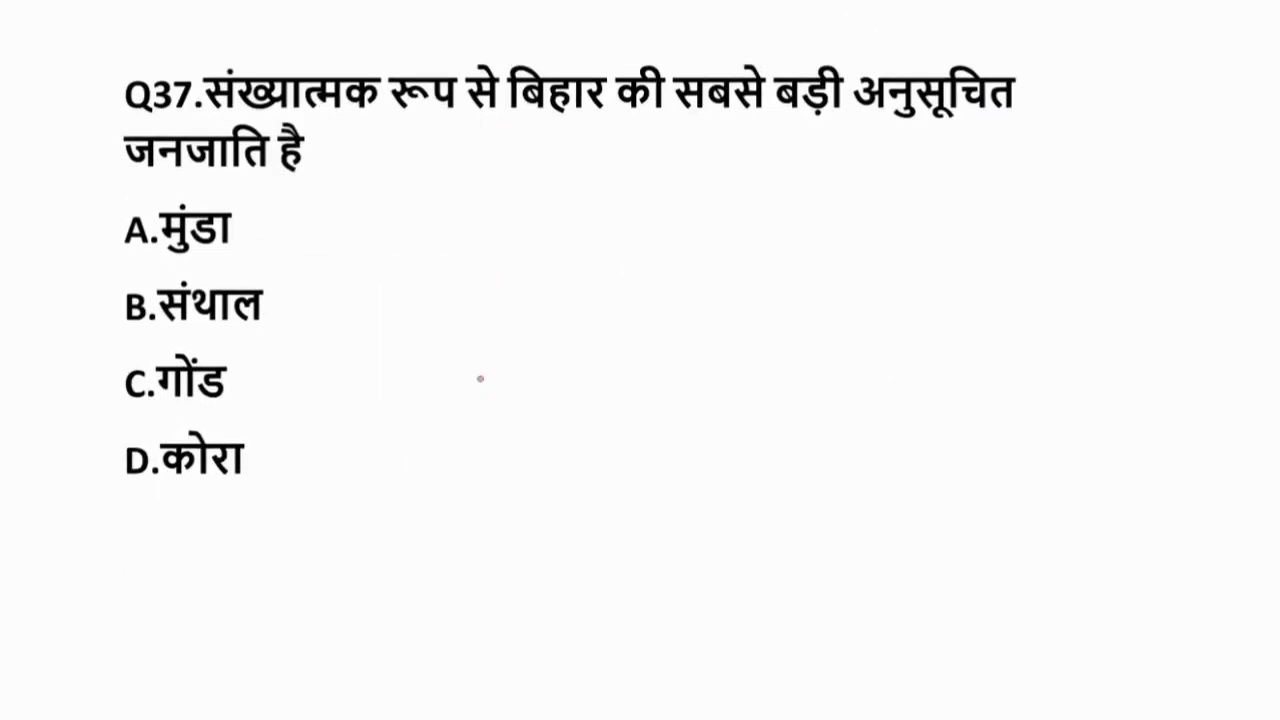 Q37.संख्यात्मक रूप से बिहार की सबसे बड़ी अनुसूचित
जनजाति है
A.मुंडा
B.संथाल
C.गोंड
D.कोरा